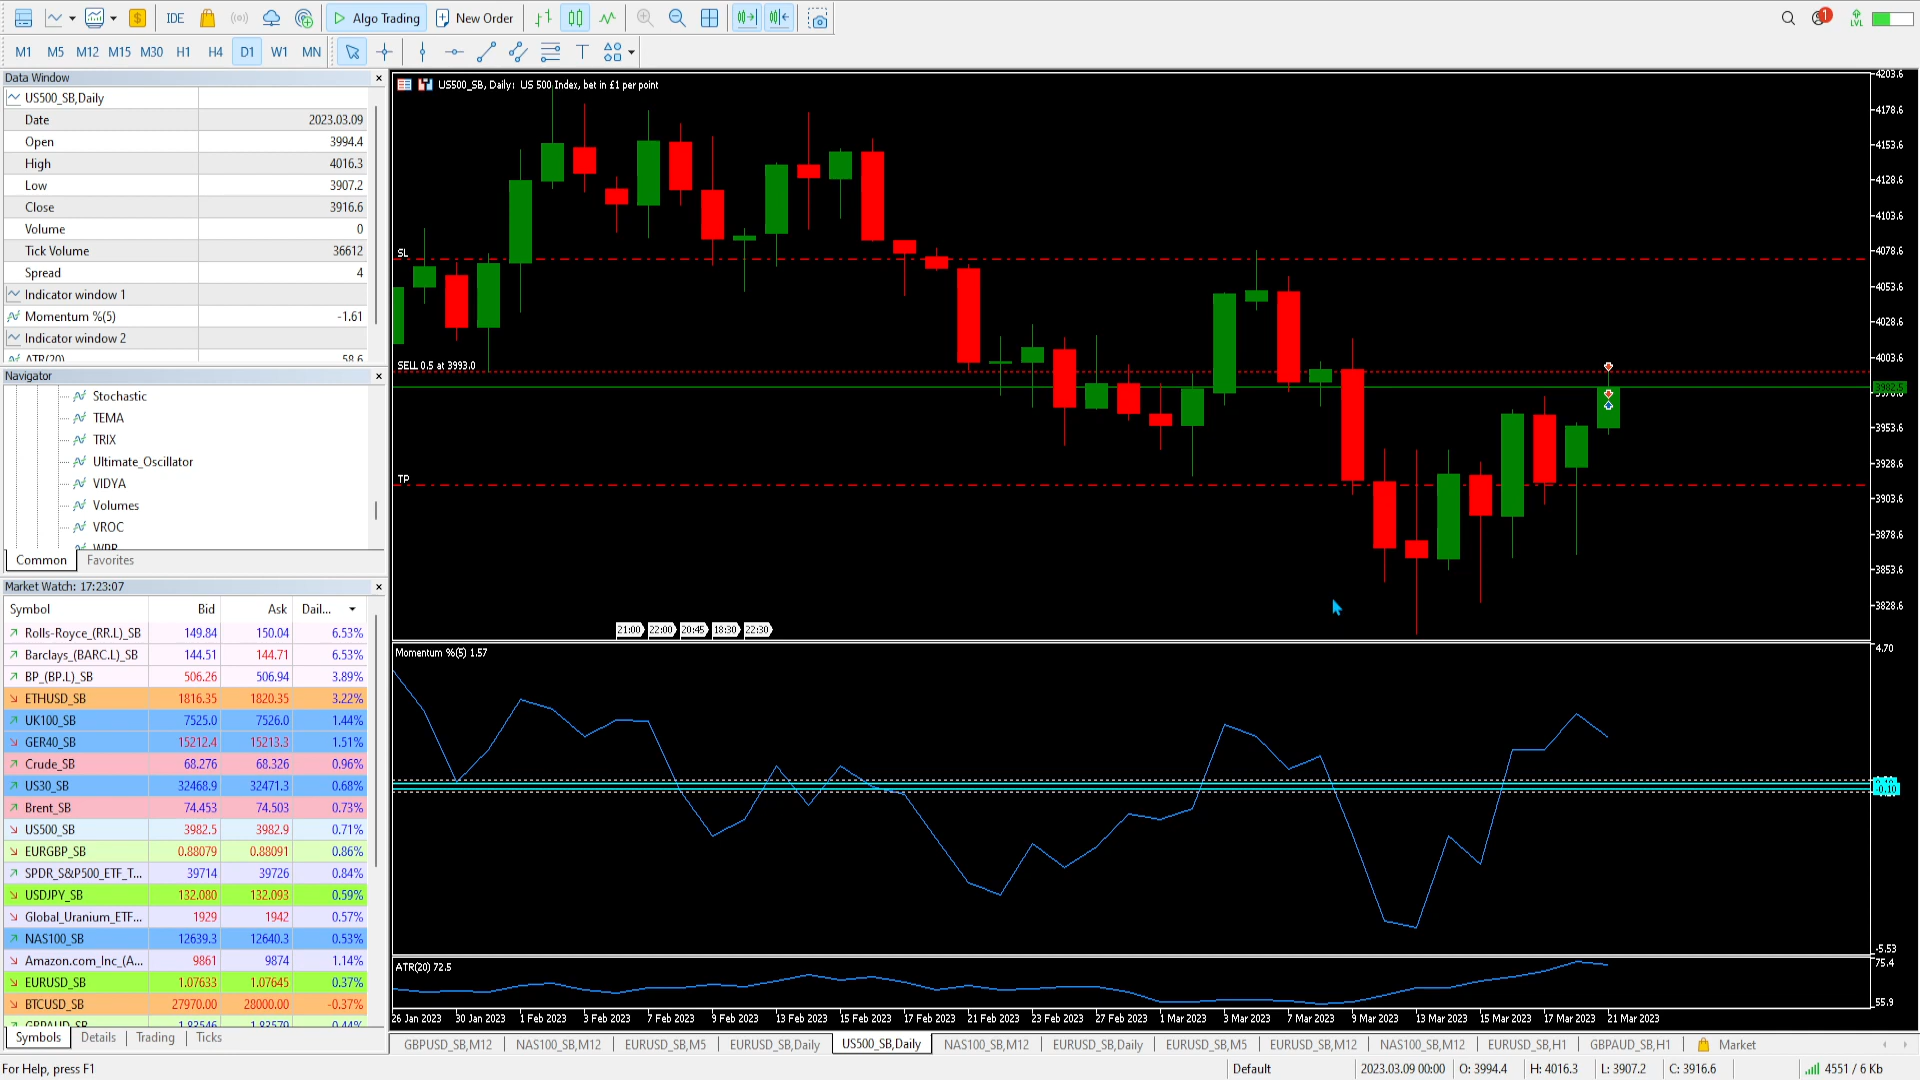 IDE
Algo Trading
New Order
1
LVL
M1 M5 M12 M15 M30 H1 H4 D1 W1 MN
Data Window
US500_SB,Daily
Date 2023.03.09
Open 3994.4
High 4016.3
Low 3907.2
Close 3916.6
Volume 0
Tick Volume 36612
Spread 4
Indicator window 1
Momentum %(5) -1.61
Indicator window 2
ATR(20) 58.6
Navigator
Stochastic
TEMA
TRIX
Ultimate_Oscillator
VIDYA
Volumes
VROC
WPR
Common Favorites
Market Watch: 17:23:07
Symbol Bid Ask Dail...
Rolls-Royce_(RR.L)_SB 149.84 150.04 6.53%
Barclays_(BARC.L)_SB 144.51 144.71 6.53%
BP_(BP.L)_SB 506.26 506.94 3.89%
ETHUSD_SB 1816.35 1820.35 3.22%
UK100_SB 7525.0 7526.0 1.44%
GER40_SB 15212.4 15213.3 1.51%
Crude_SB 68.276 68.326 0.96%
US30_SB 32468.9 32471.3 0.68%
Brent_SB 74.453 74.503 0.73%
US500_SB 3982.5 3982.9 0.71%
EURGBP_SB 0.88079 0.88091 0.86%
SPDR_S&P500_ETF_T... 39714 39726 0.84%
USDJPY_SB 132.080 132.093 0.59%
Global_Uranium_ETF... 1929 1942 0.57%
NAS100_SB 12639.3 12640.3 0.53%
Amazon.com_Inc_(A... 9861 9874 1.14%
EURUSD_SB 1.07633 1.07645 0.37%
BTCUSD_SB 27970.00 28000.00 -0.37%
GBPAUD_SB 1.83546 1.83570 0.44%
Symbols Details Trading Ticks
US500_SB, Daily: US 500 Index, bet in £1 per point
SL
SELL 0.5 at 3993.0
TP
21:00 22:00 20:45 18:30 22:30
4203.6
4178.6
4153.6
4128.6
4103.6
4078.6
4053.6
4028.6
4003.6
3982.5
3953.6
3928.6
3903.6
3878.6
3853.6
3828.6
Momentum %(5) 1.57
4.70
-0.10
-5.53
ATR(20) 72.5
75.4
55.9
26 Jan 2023 30 Jan 2023 1 Feb 2023 3 Feb 2023 7 Feb 2023 9 Feb 2023 13 Feb 2023 15 Feb 2023 17 Feb 2023 21 Feb 2023 23 Feb 2023 27 Feb 2023 1 Mar 2023 3 Mar 2023 7 Mar 2023 9 Mar 2023 13 Mar 2023 15 Mar 2023 17 Mar 2023 21 Mar 2023
GBPUSD_SB,M12 NAS100_SB,M12 EURUSD_SB,M5 EURUSD_SB,Daily US500_SB,Daily NAS100_SB,M12 EURUSD_SB,Daily EURUSD_SB,M5 EURUSD_SB,M12 NAS100_SB,M12 EURUSD_SB,H1 GBPAUD_SB,H1 Market
For Help, press F1
Default
2023.03.09 00:00 O: 3994.4 H: 4016.3 L: 3907.2 C: 3916.6
4551 / 6 Kb